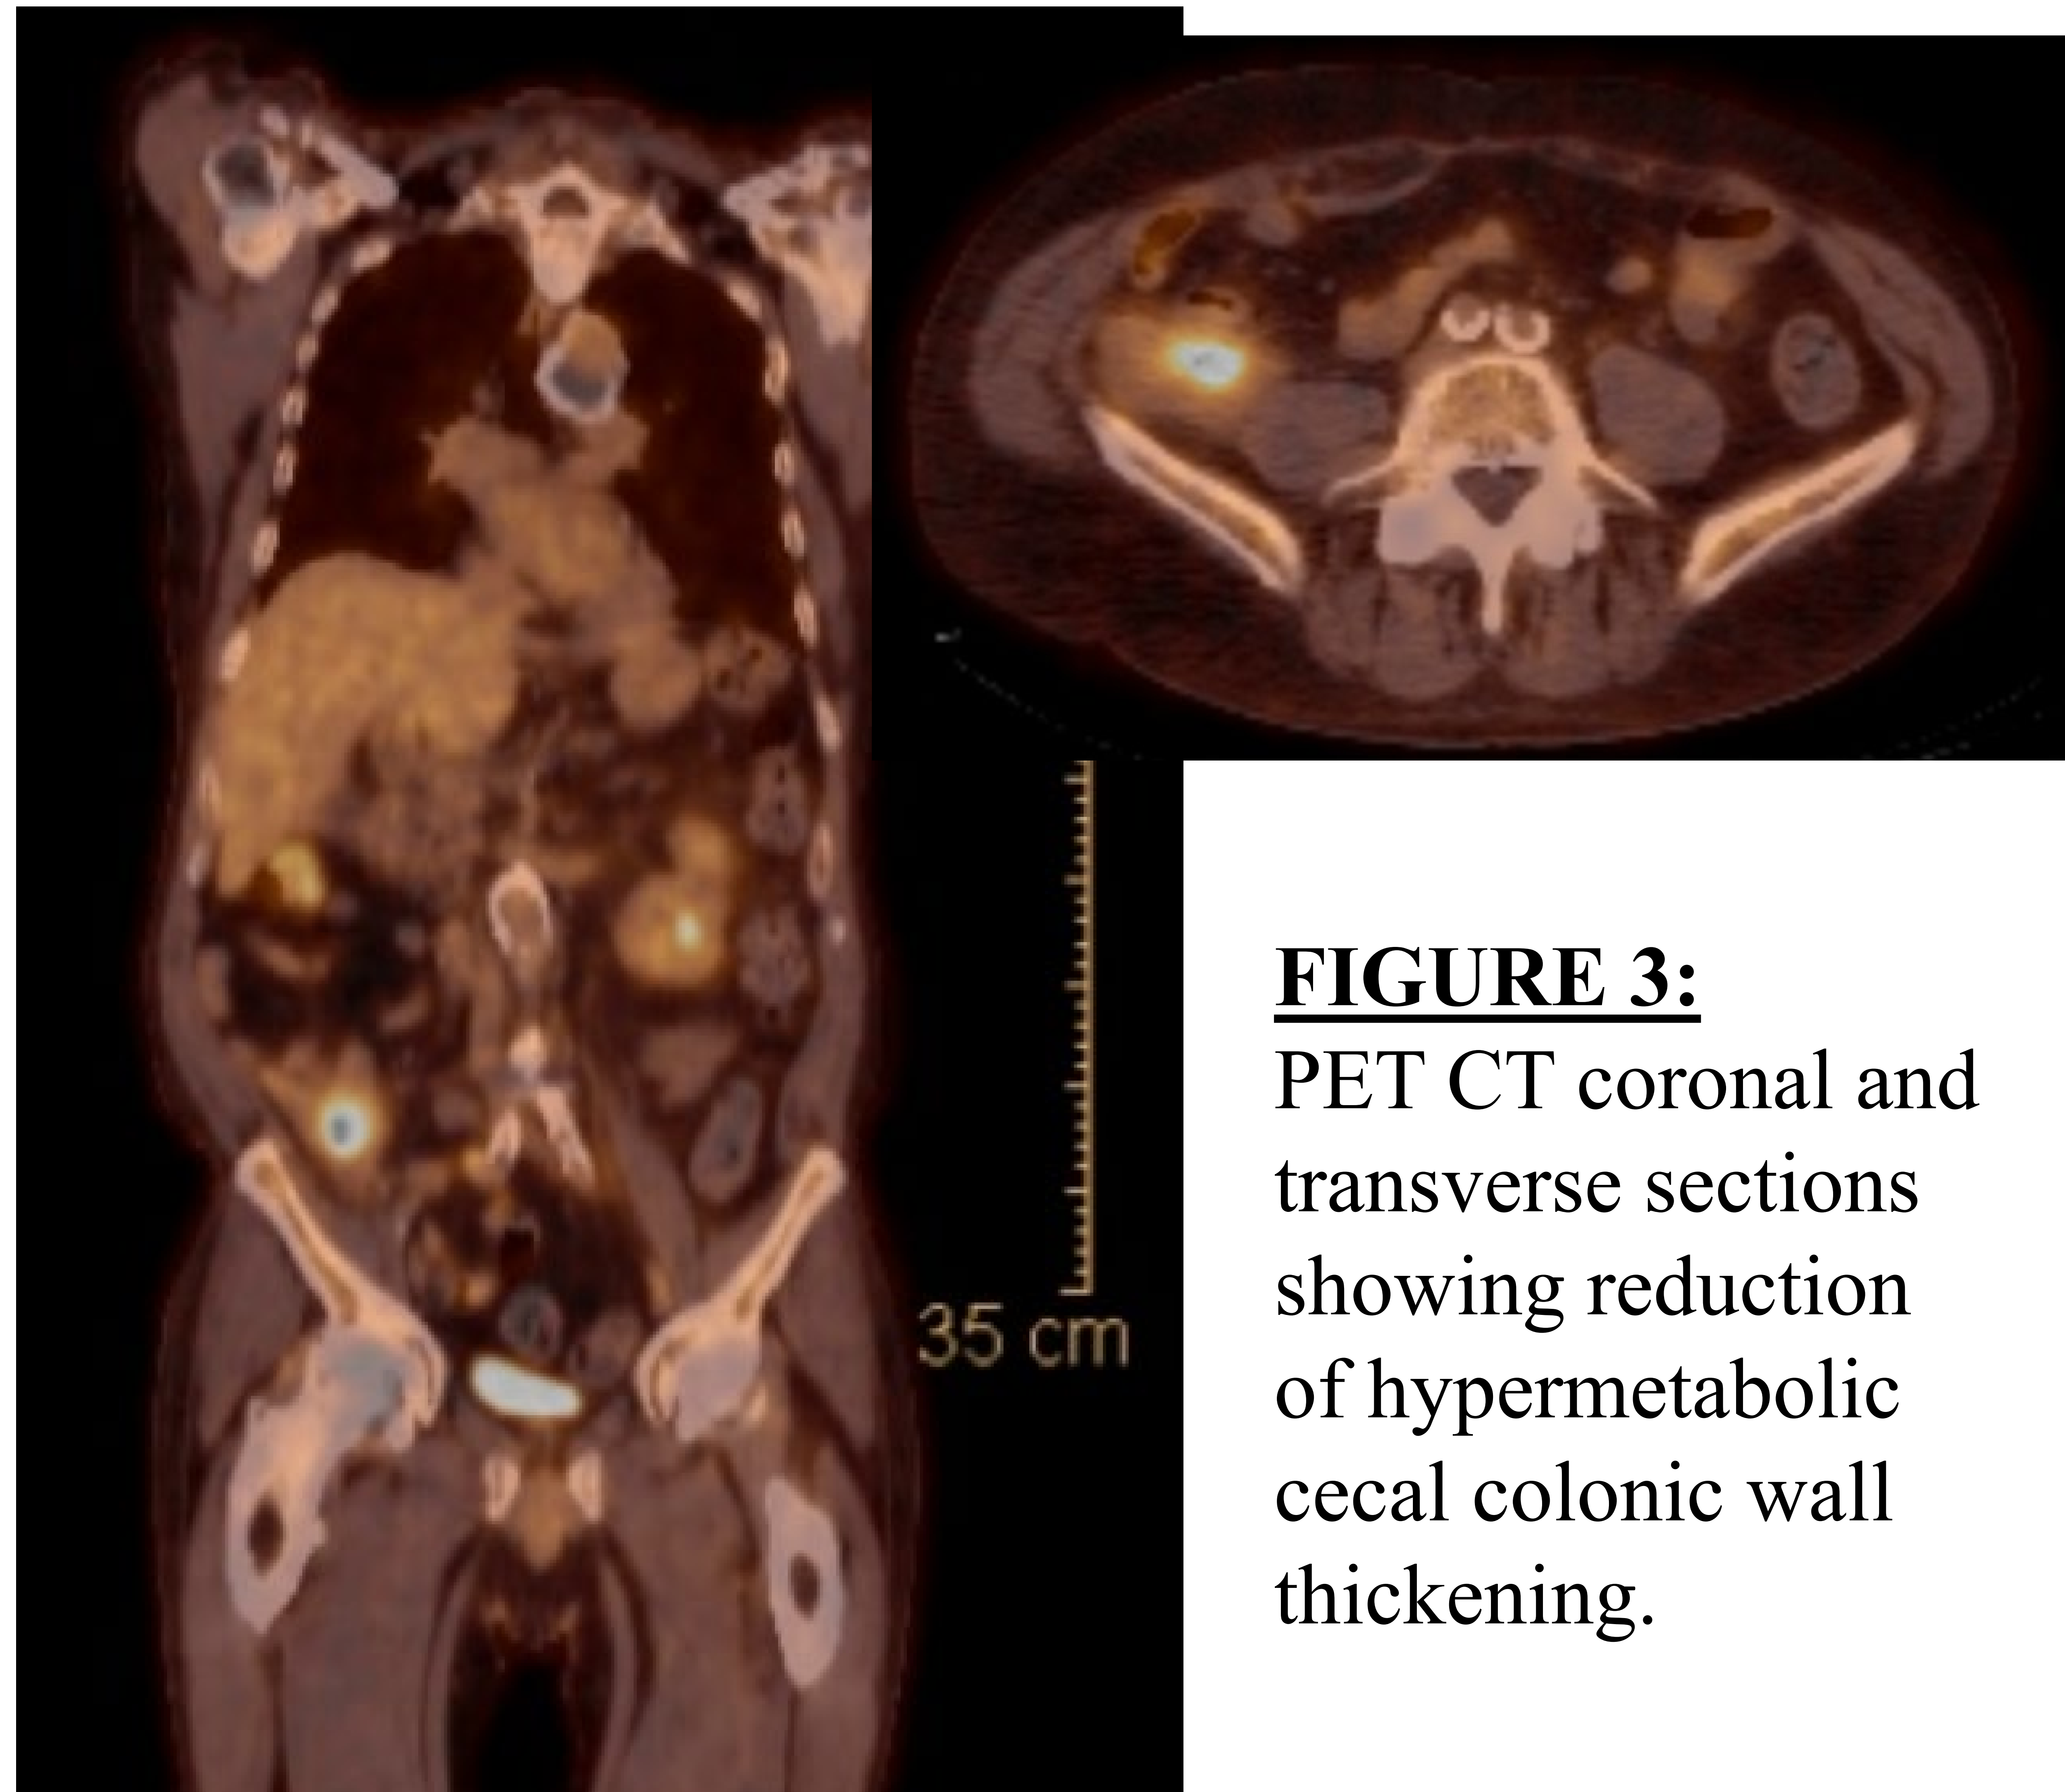 35 cm
FIGURE 3:
PET CT coronal and
transverse sections
showing reduction
of hypermetabolic
cecal colonic wall
thickening.